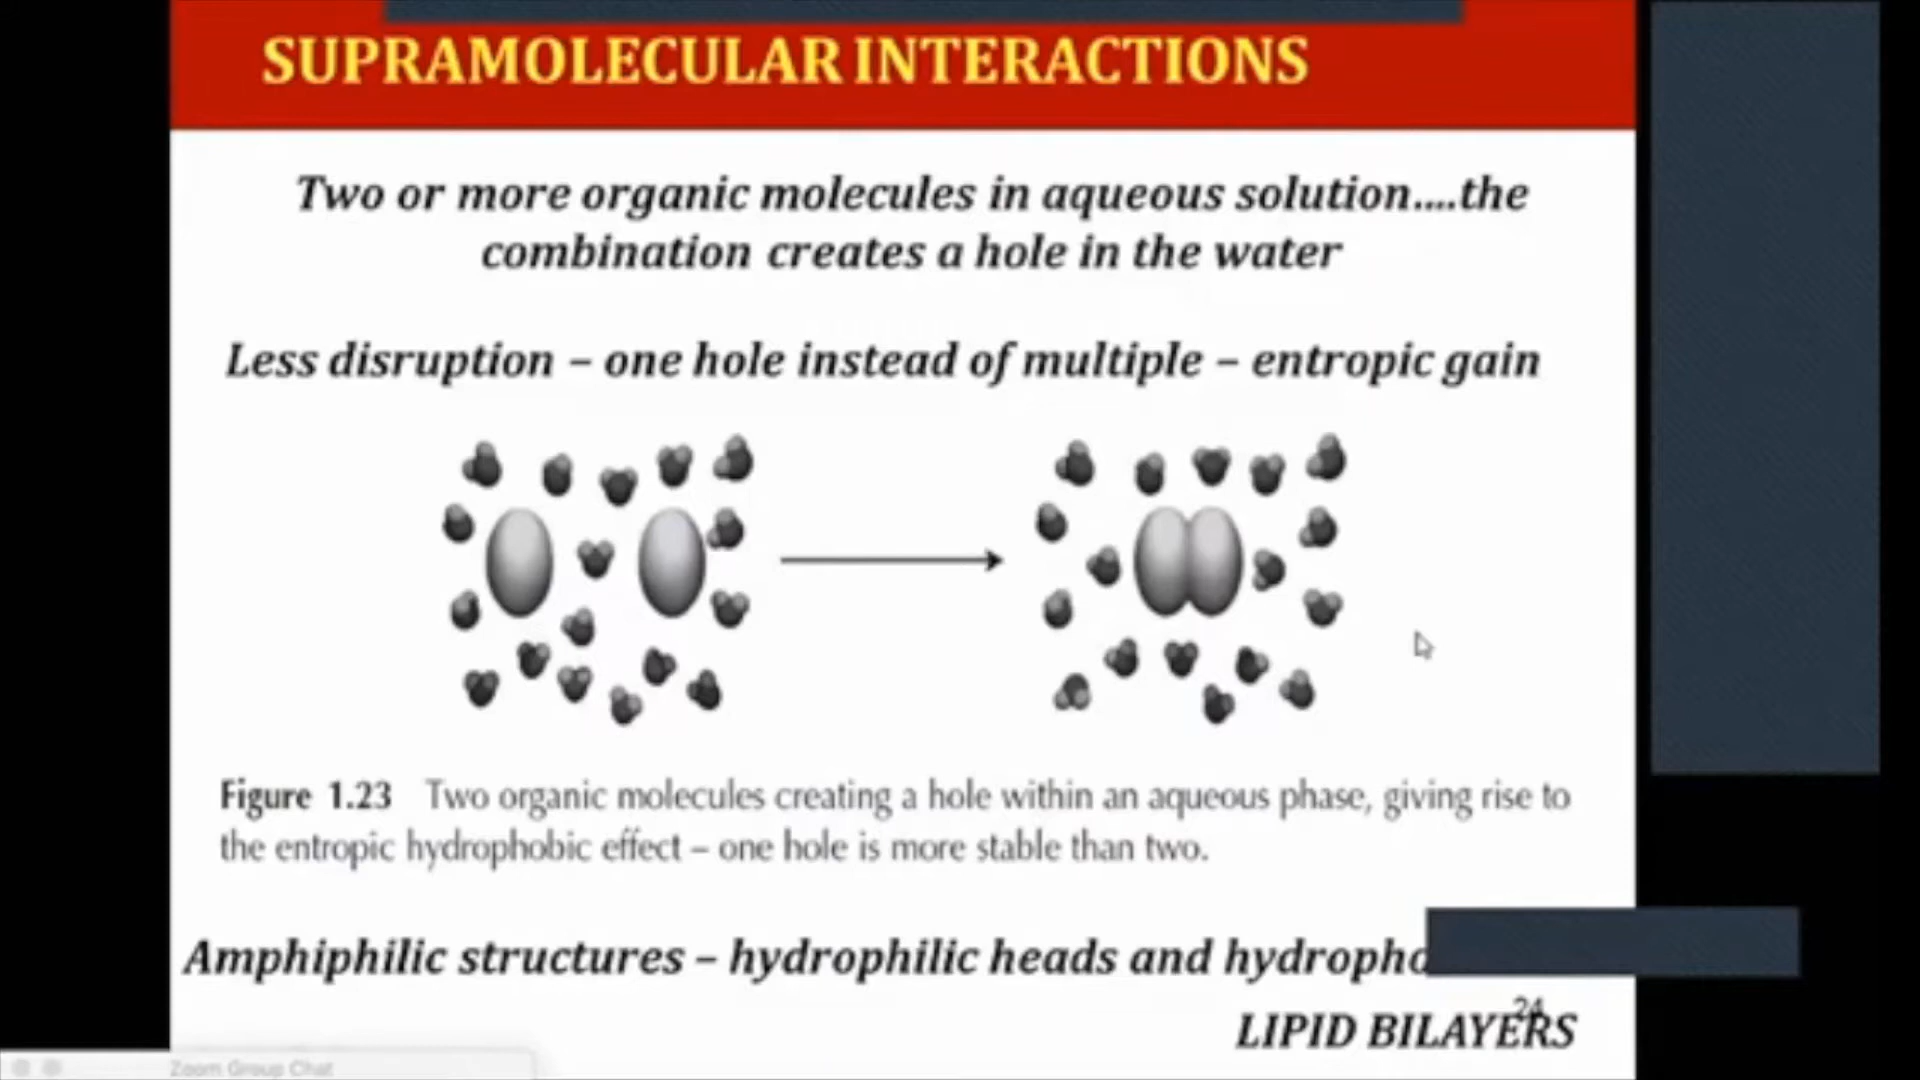 SUPRAMOLECULAR INTERACTIONS
Two or more organic molecules in aqueous solution....the
combination creates a hole in the water
Less disruption – one hole instead of multiple – entropic gain
Figure 1.23 Two organic molecules creating a hole within an aqueous phase, giving rise to
the entropic hydrophobic effect – one hole is more stable than two.
Amphiphilic structures – hydrophilic heads and
24
LIPID BILAYERS
Zoom Group Chat